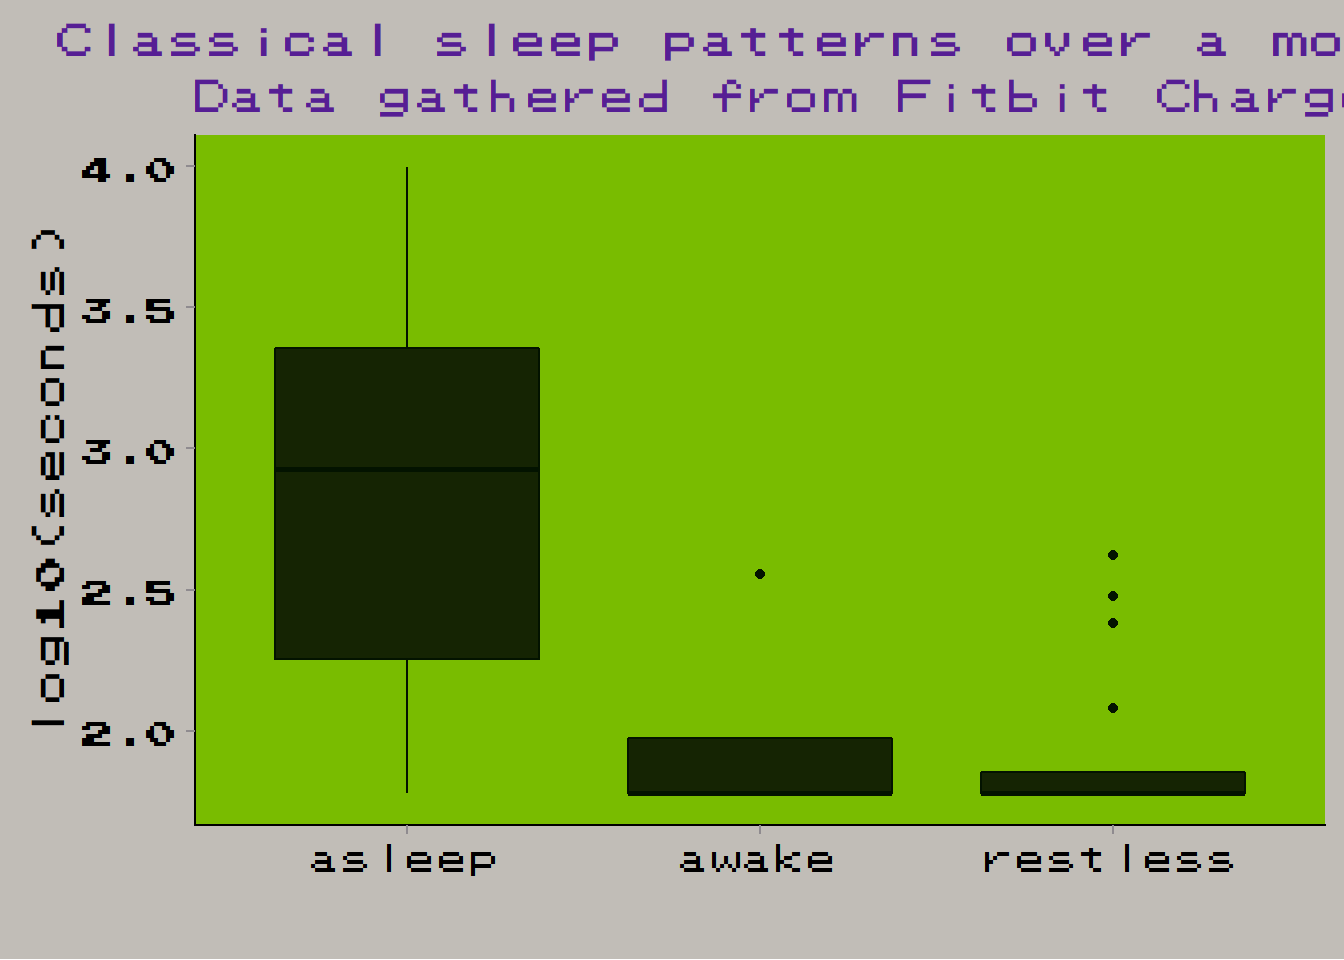 Classical sleep patterns over a mo
Data gathered from Fitbit Charg
log10(seconds)
4.0
3.5
3.0
2.5
2.0
asleep
awake
restless